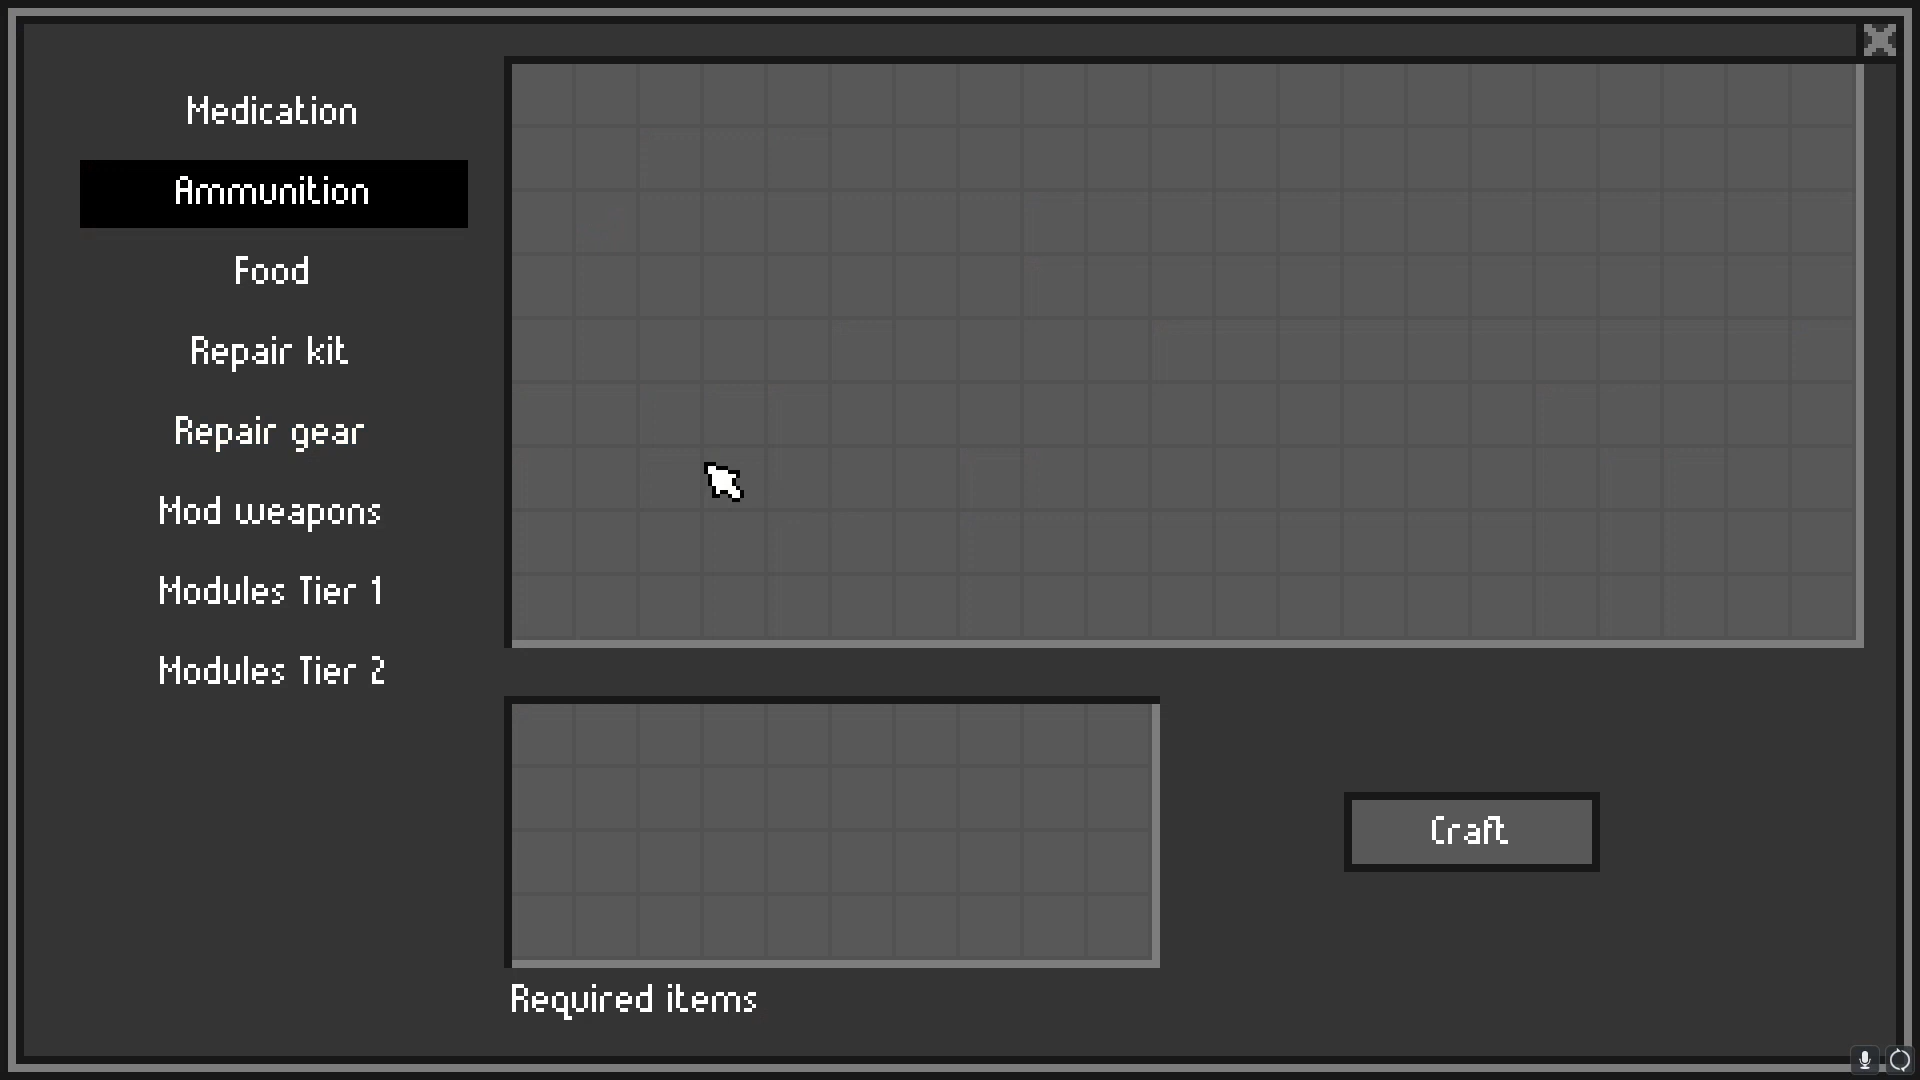 Medication
Ammunition
Food
Repair kit
Repair gear
Mod weapons
Modules Tier 1
Modules Tier 2
Craft
Required items